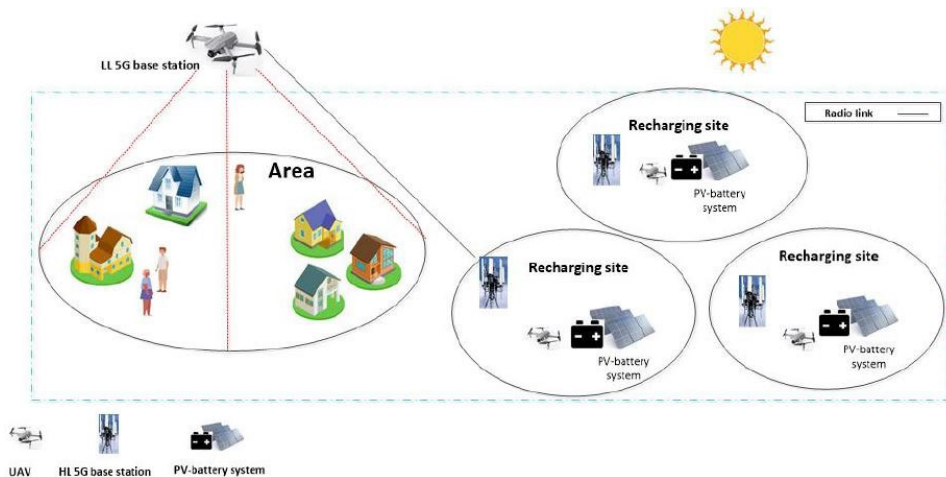 LL 5G base station
Radio link
Recharging site
PV-battery
system
Area
Recharging site
PV-battery
system
Recharging site
PV-battery
system
UAV
HL 5G base station
PV-battery system